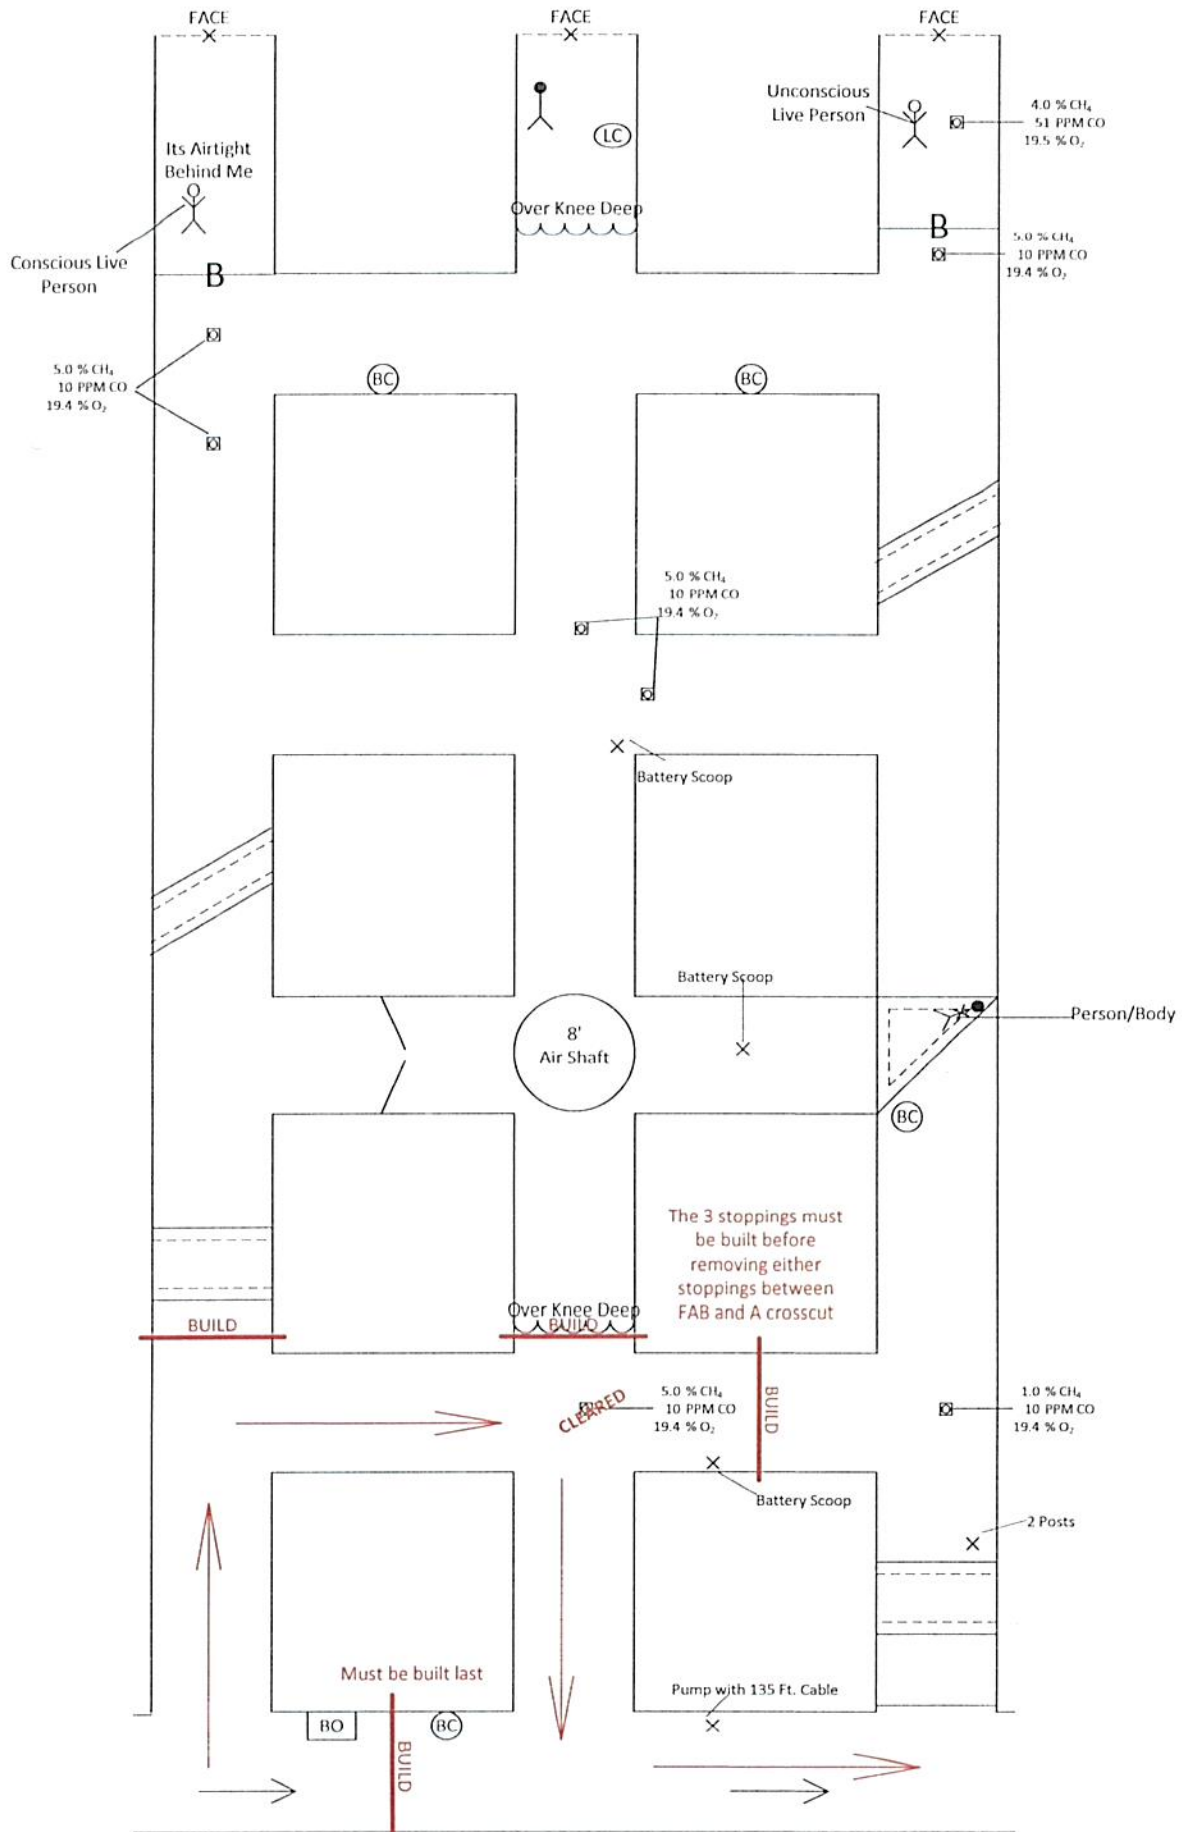 FACE
FACE
FACE
Unconscious
Live Person
4.0 % CH₄
51 PPM CO
19.5 % O₂
LC
Its Airtight
Behind Me
Over Knee Deep
B
5.0 % CH₄
10 PPM CO
19.4 % O₂
Conscious Live
Person
B
5.0 % CH₄
10 PPM CO
19.4 % O₂
BC
BC
5.0 % CH₄
10 PPM CO
19.4 % O₂
Battery Scoop
Battery Scoop
8'
Air Shaft
Person/Body
BC
The 3 stoppings must
be built before
removing either
stoppings between
FAB and A crosscut
BUILD
Over Knee Deep
BUILD
CLEARED
5.0 % CH₄
10 PPM CO
19.4 % O₂
BUILD
1.0 % CH₄
10 PPM CO
19.4 % O₂
Battery Scoop
2 Posts
Must be built last
Pump with 135 Ft. Cable
BO
BC
BUILD